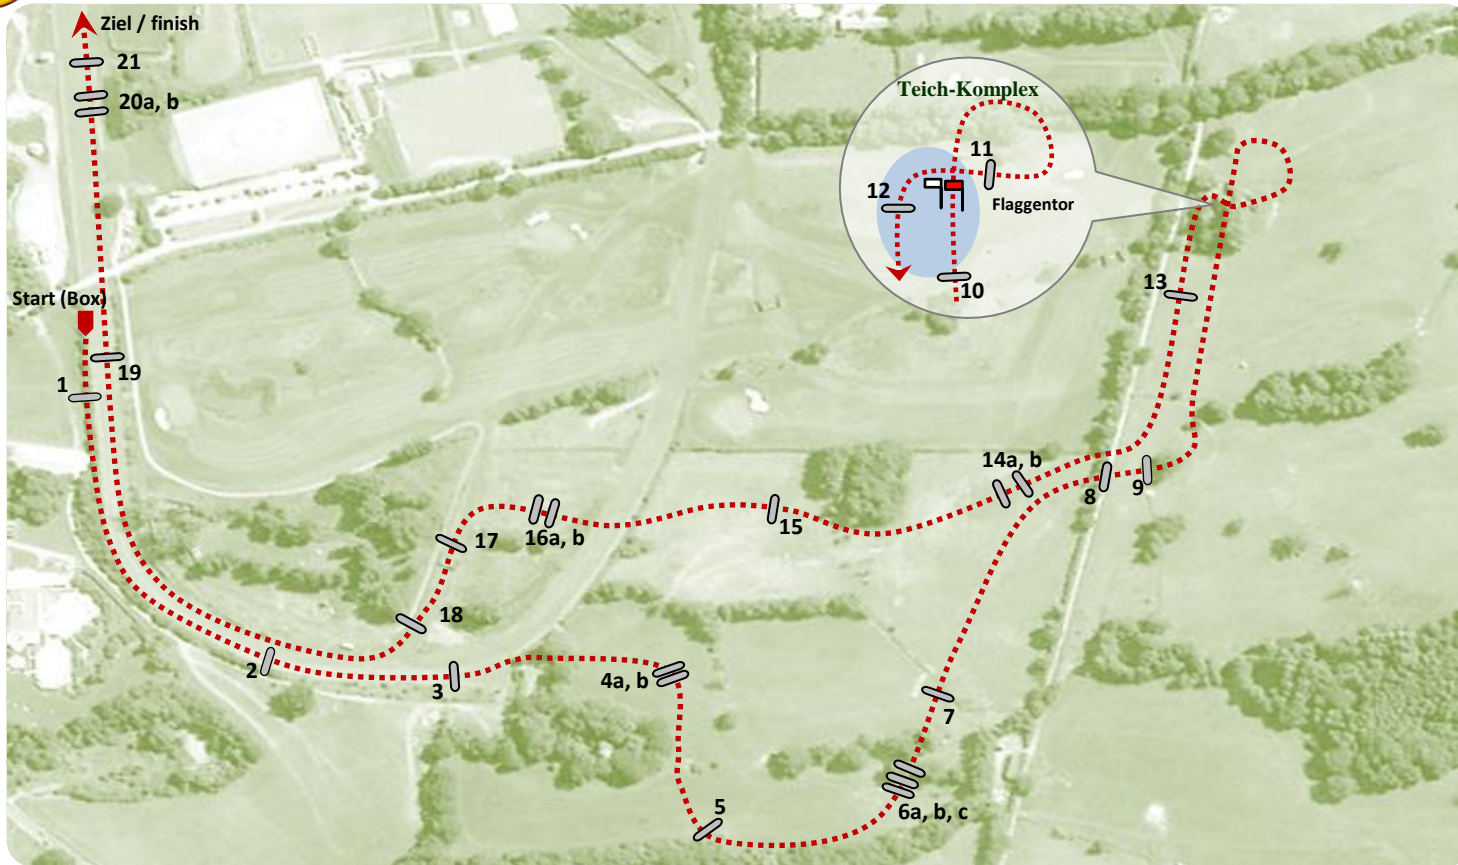 Ziel / finish
21
20a, b
Teich-Komplex
11
12
Flaggentor
10
13
Start (Box)
19
1
14a, b
8
9
15
16a, b
17
18
2
3
4a, b
7
5
6a, b, c